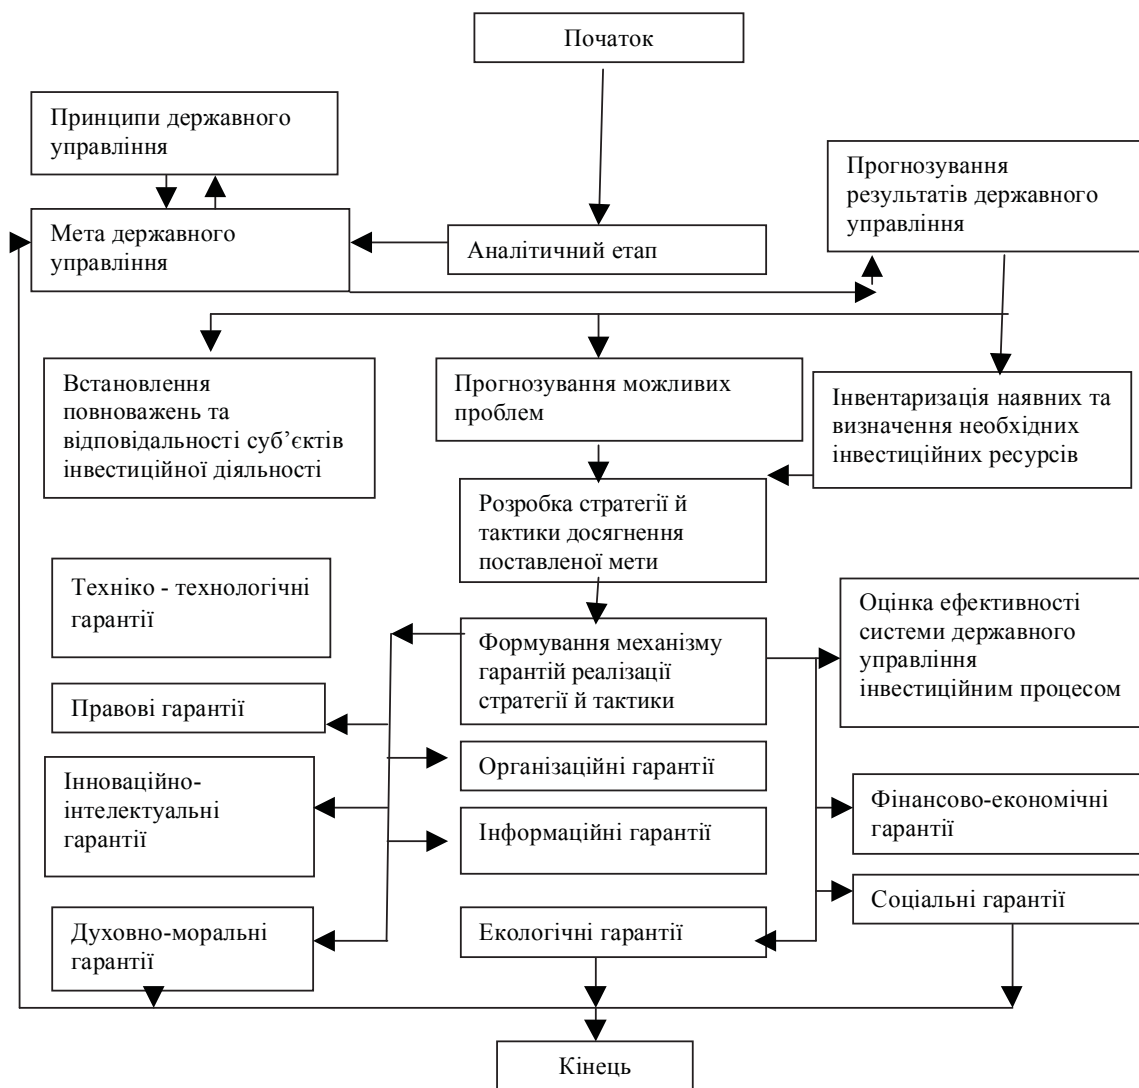 Початок
Принципи державного
управління
Прогнозування
результатів державного
управління
Мета державного
управління
Аналітичний етап
Встановлення
повноважень та
відповідальності суб’єктів
інвестиційної діяльності
Прогнозування можливих
проблем
Інвентаризація наявних та
визначення необхідних
інвестиційних ресурсів
Розробка стратегії й
тактики досягнення
поставленої мети
Техніко - технологічні
гарантії
Формування механізму
гарантій реалізації
стратегії й тактики
Оцінка ефективності
системи державного
управління
інвестиційним процесом
Правові гарантії
Організаційні гарантії
Інноваційно-
інтелектуальні
гарантії
Інформаційні гарантії
Фінансово-економічні
гарантії
Соціальні гарантії
Духовно-моральні
гарантії
Екологічні гарантії
Кінець